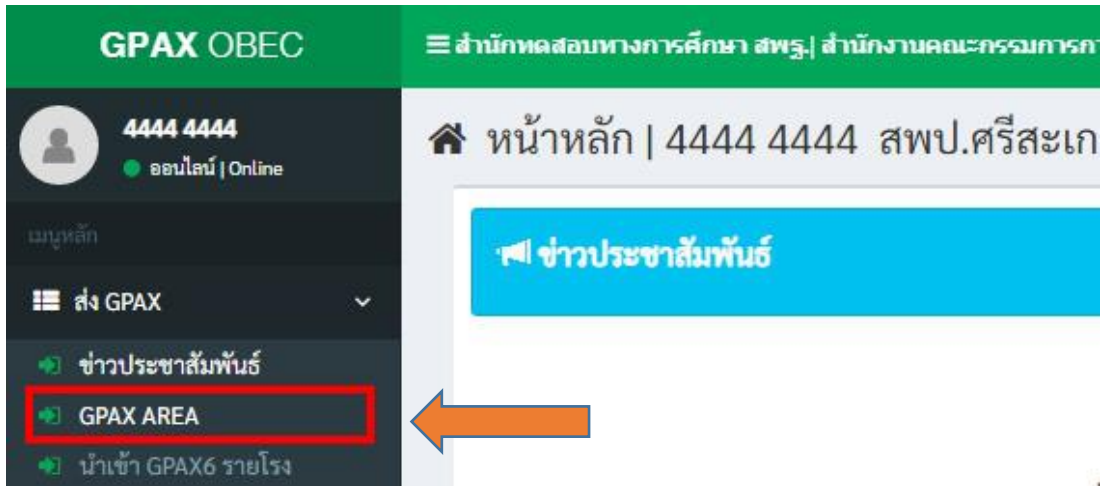 GPAX OBEC
☰ สำนักทดสอบทางการศึกษา สพฐ.| สำนักงานคณะกรรมการ
4444 4444
ออนไลน์ | Online
หน้าหลัก | 4444 4444 สพป.ศรีสะเก
เมนูหลัก
ข่าวประชาสัมพันธ์
ส่ง GPAX
ข่าวประชาสัมพันธ์
GPAX AREA
นำเข้า GPAX6 รายโรง